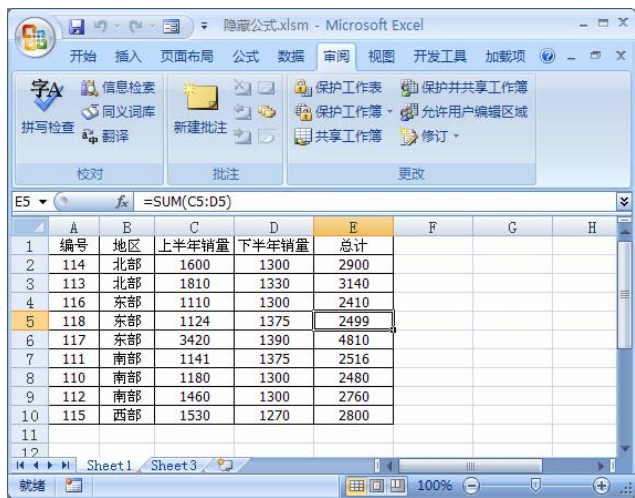 隐藏公式.xlsm - Microsoft Excel
开始 插入 页面布局 公式 数据 审阅 视图 开发工具 加载项
字A 信息检索 保护工作表 保护并共享工作簿
同义词库 保护工作簿 允许用户编辑区域
拼写检查 翻译 新建批注 共享工作簿 修订
校对 批注 更改
E5 fx =SUM(C5:D5)
A B C D E F G H I
1 编号 地区 上半年销量 下半年销量 总计
2 114 北部 1600 1300 2900
3 113 北部 1810 1330 3140
4 116 东部 1110 1300 2410
5 118 东部 1124 1375 2499
6 117 东部 3420 1390 4810
7 111 南部 1141 1375 2516
8 110 南部 1180 1300 2480
9 112 南部 1460 1300 2760
10 115 西部 1530 1270 2800
11
12
Sheet1 Sheet3
就绪 100%